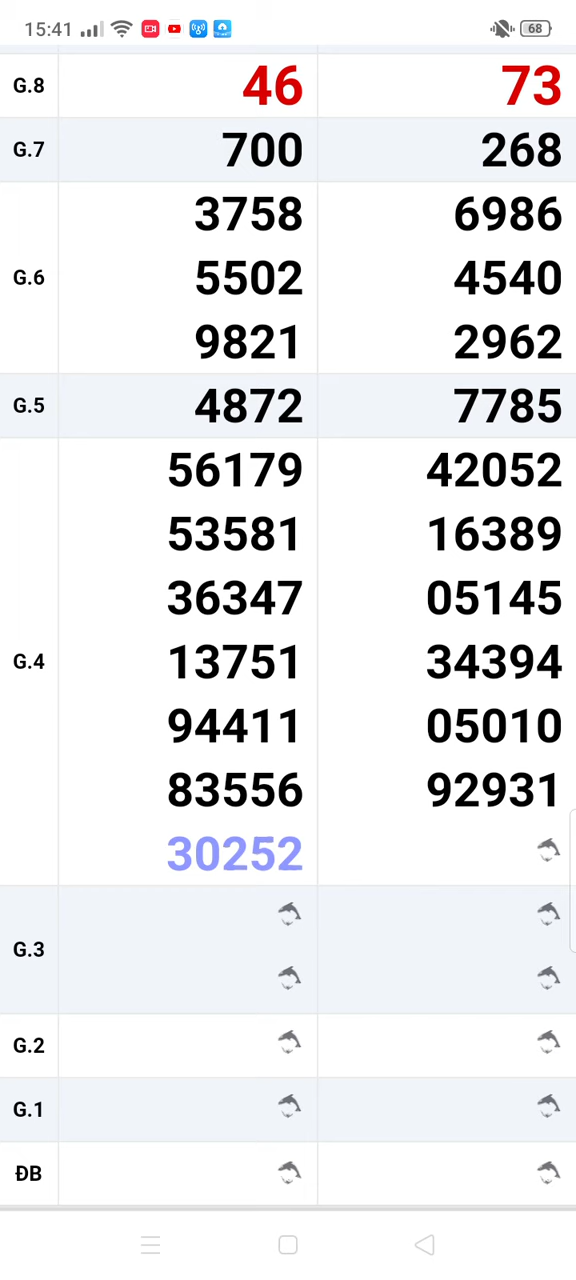 15:41 68
G.8 46 73
G.7 700 268
3758 6986
G.6 5502 4540
9821 2962
G.5 4872 7785
56179 42052
53581 16389
36347 05145
G.4 13751 34394
94411 05010
83556 92931
30252
G.3
G.2
G.1
ĐB